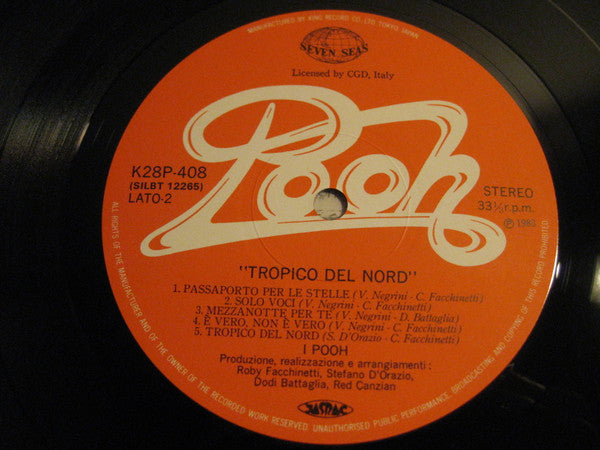 MANUFACTURED BY KING RECORD CO. LTD TOKYO JAPAN
SEVEN SEAS
Licensed by CGD, Italy
Pooh
K28P-408
(SILBT 12265)
LATO-2
STEREO
33⅓ r.p.m.
Ⓟ 1983
"TROPICO DEL NORD"
1. PASSAPORTO PER LE STELLE (V. Negrini - C. Facchinetti)
2. SOLO VOCI (V. Negrini - C. Facchinetti)
3. MEZZANOTTE PER TE (V. Negrini - D. Battaglia)
4. È VERO, NON È VERO (V. Negrini - C. Facchinetti)
5. TROPICO DEL NORD (S. D'Orazio - C. Facchinetti)
I POOH
Produzione, realizzazione e arrangiamenti:
Roby Facchinetti, Stefano D'Orazio,
Dodi Battaglia, Red Canzian
JASRAC
ALL RIGHTS OF THE MANUFACTURER AND OF THE OWNER OF THE RECORDED WORK RESERVED. UNAUTHORISED PUBLIC PERFORMANCE, BROADCASTING AND COPYING OF THIS RECORD PROHIBITED